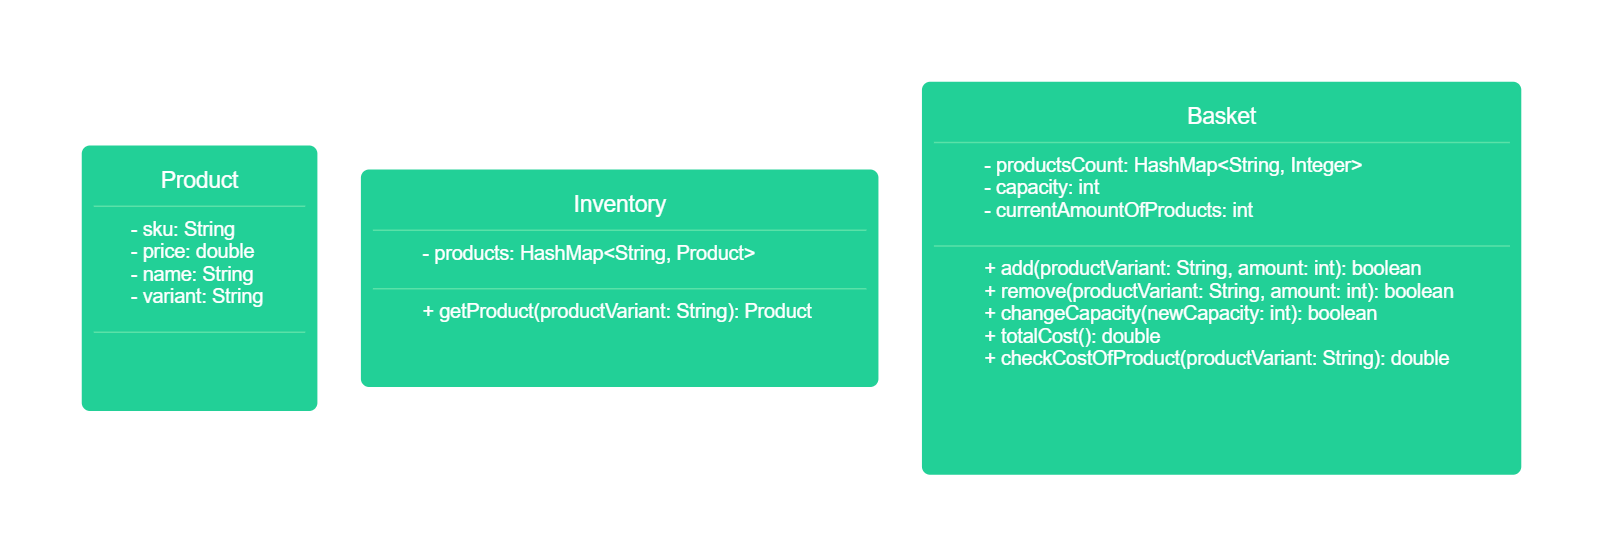 Product
- sku: String
- price: double
- name: String
- variant: String
Inventory
- products: HashMap<String, Product>
+ getProduct(productVariant: String): Product
Basket
- productsCount: HashMap<String, Integer>
- capacity: int
- currentAmountOfProducts: int
+ add(productVariant: String, amount: int): boolean
+ remove(productVariant: String, amount: int): boolean
+ changeCapacity(newCapacity: int): boolean
+ totalCost(): double
+ checkCostOfProduct(productVariant: String): double